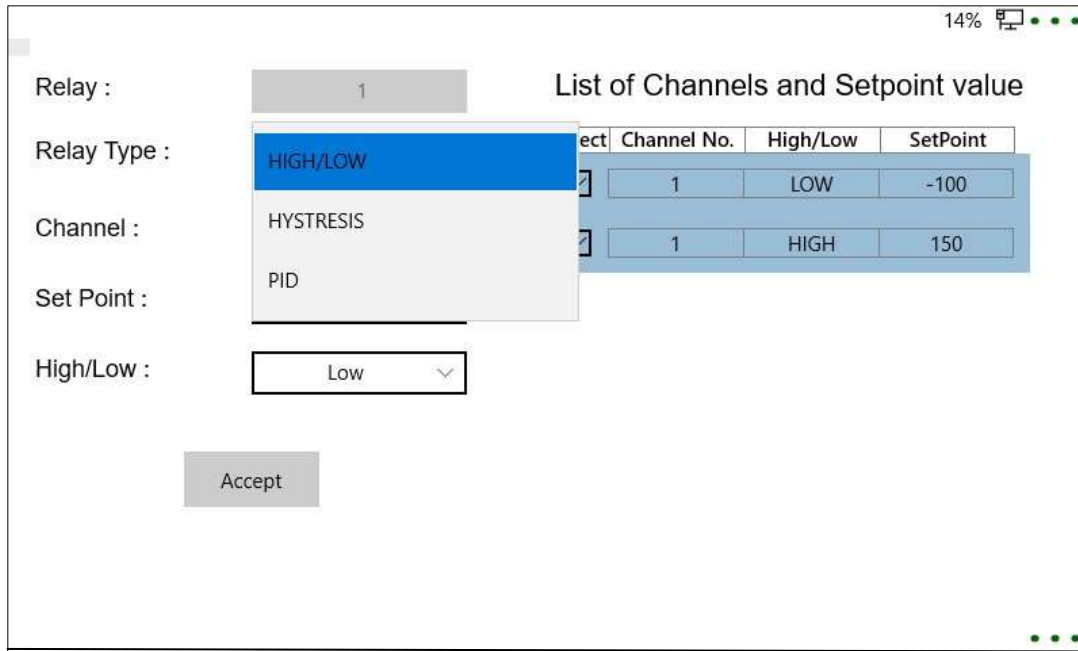 14%
Relay :
1
List of Channels and Setpoint value
Relay Type :
HIGH/LOW
ect Channel No. High/Low SetPoint
1 LOW -100
Channel :
HYSTRESIS
1 HIGH 150
Set Point :
PID
High/Low :
Low
Accept